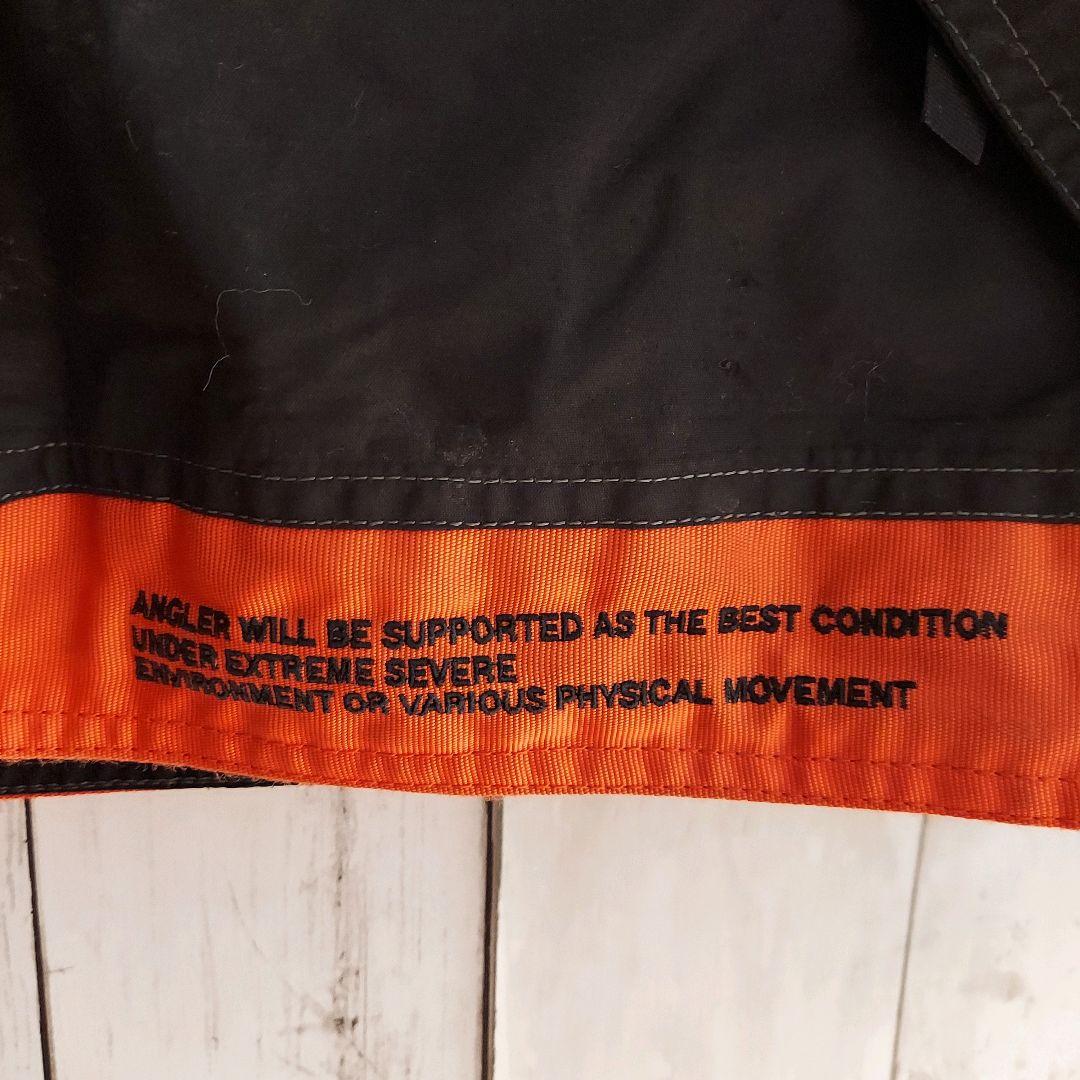 ANGLER WILL BE SUPPORTED AS THE BEST CONDITION
UNDER EXTREME SEVERE
ENVIRONMENT OR VARIOUS PHYSICAL MOVEMENT